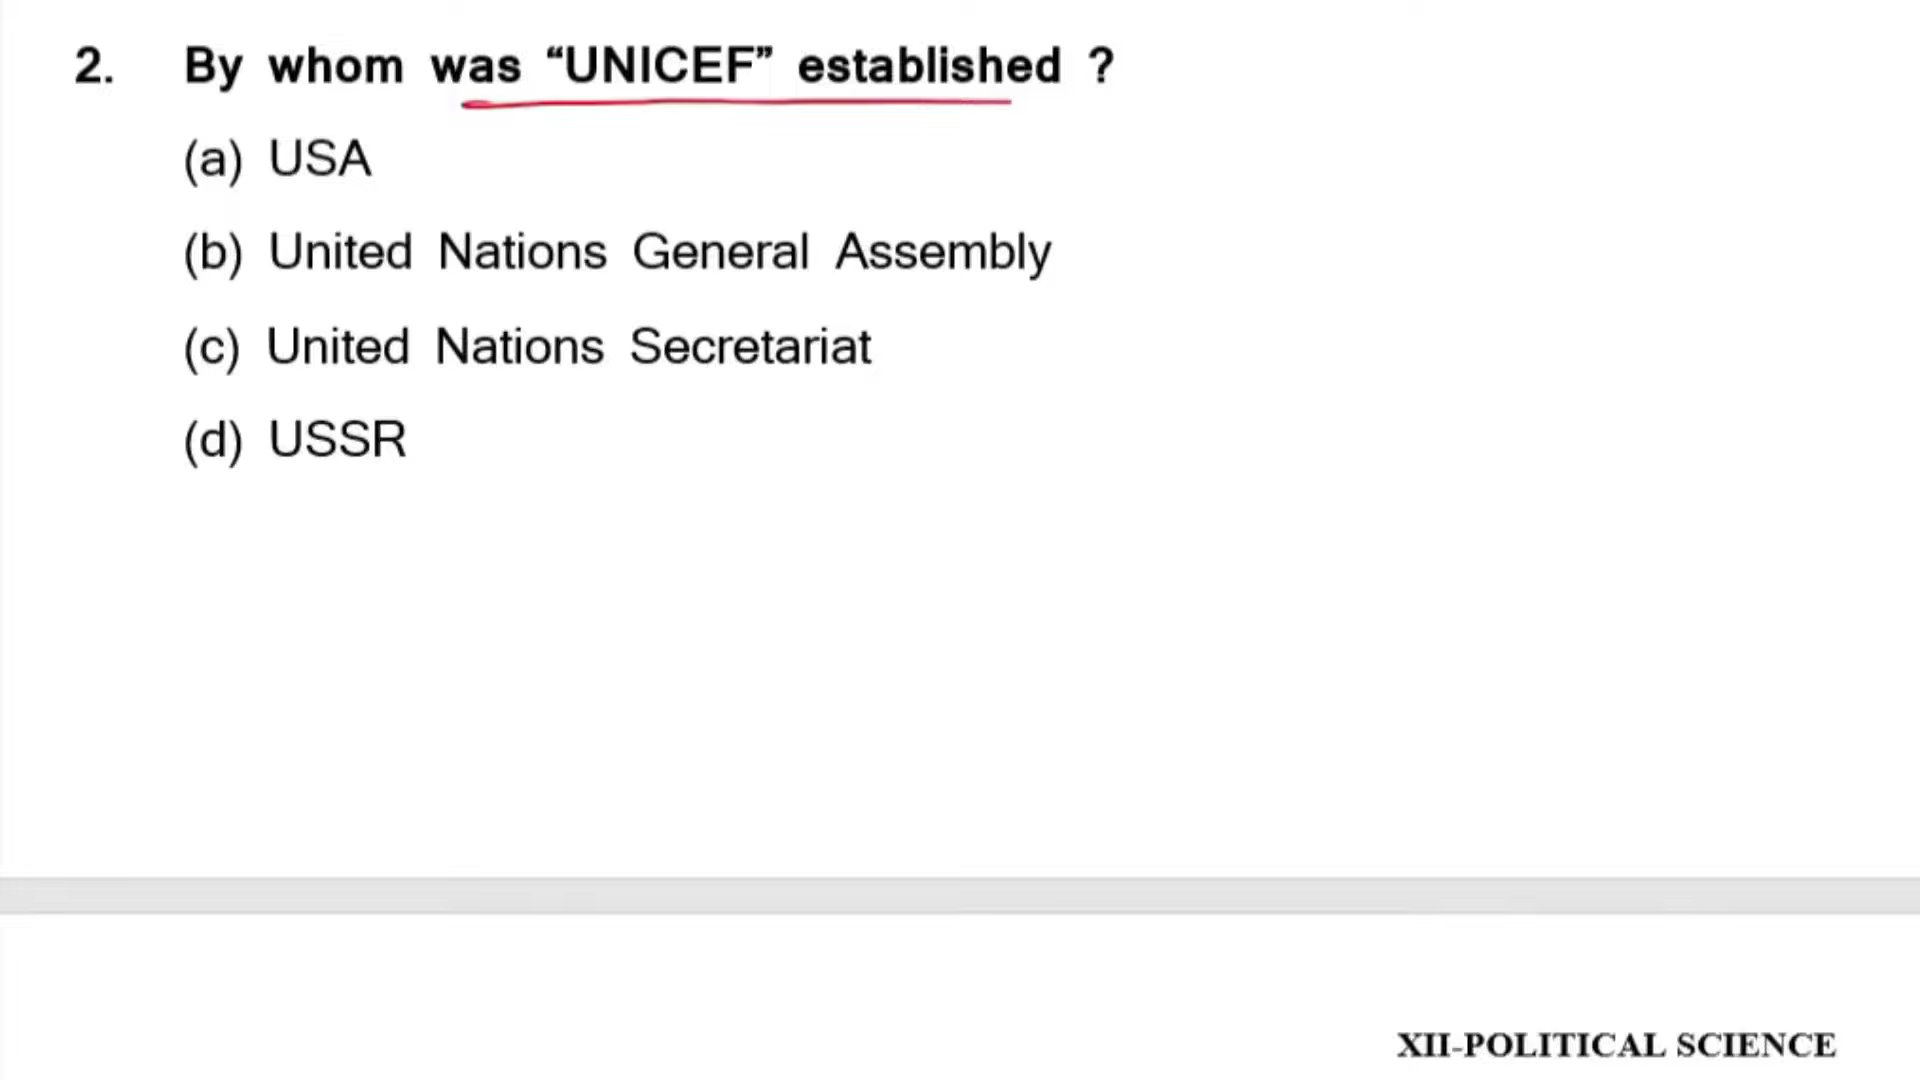 2. By whom was “UNICEF” established ?
(a) USA
(b) United Nations General Assembly
(c) United Nations Secretariat
(d) USSR
XII-POLITICAL SCIENCE